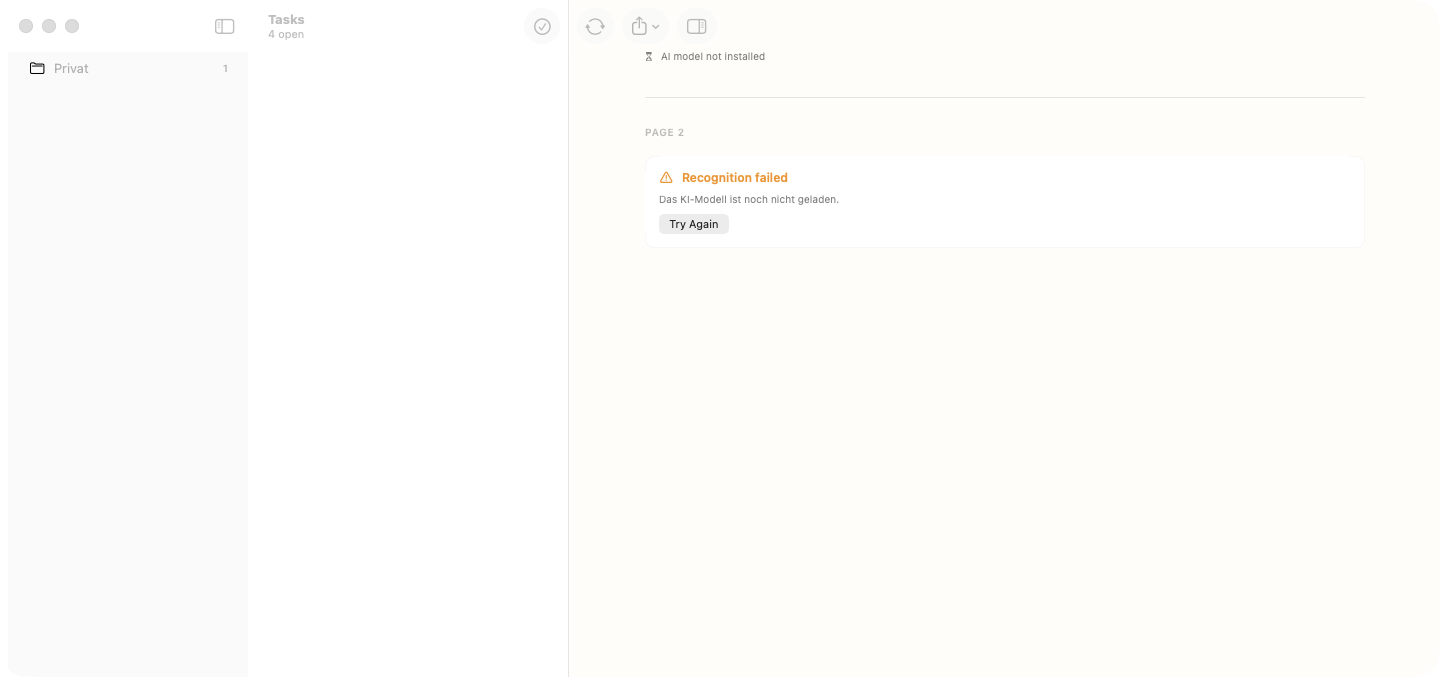 Tasks
4 open
Privat 1
AI model not installed
PAGE 2
Recognition failed
Das KI-Modell ist noch nicht geladen.
Try Again